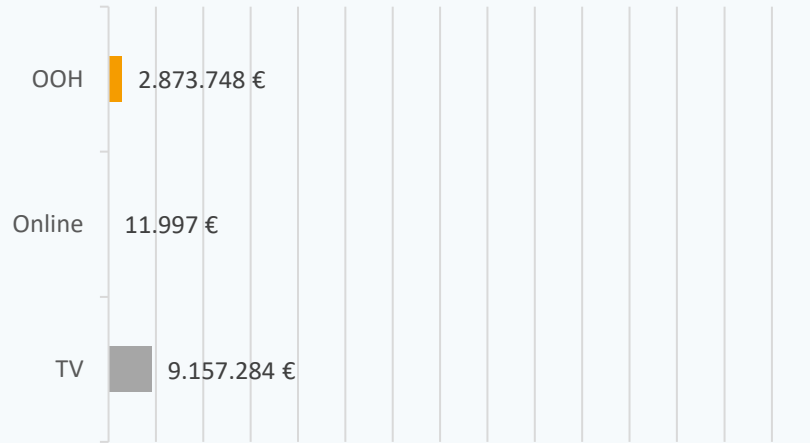 OOH 2.873.748 €
Online 11.997 €
TV 9.157.284 €